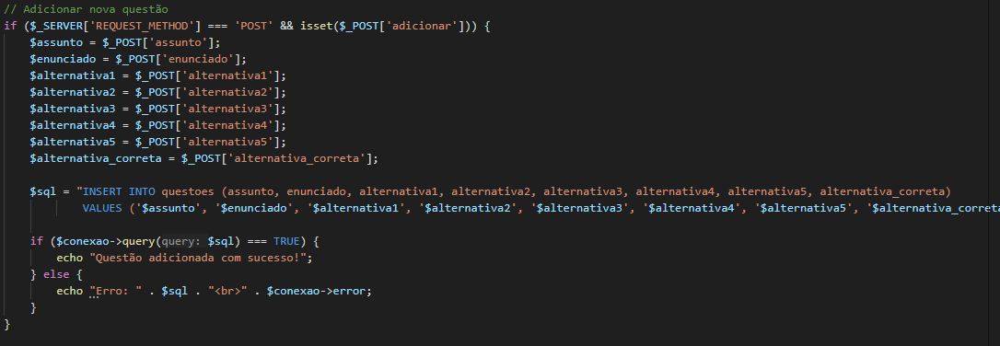 // Adicionar nova questão
if ($_SERVER['REQUEST_METHOD'] === 'POST' && isset($_POST['adicionar'])) {
$assunto = $_POST['assunto'];
$enunciado = $_POST['enunciado'];
$alternativa1 = $_POST['alternativa1'];
$alternativa2 = $_POST['alternativa2'];
$alternativa3 = $_POST['alternativa3'];
$alternativa4 = $_POST['alternativa4'];
$alternativa5 = $_POST['alternativa5'];
$alternativa_correta = $_POST['alternativa_correta'];
$sql = "INSERT INTO questoes (assunto, enunciado, alternativa1, alternativa2, alternativa3, alternativa4, alternativa5, alternativa_correta)
VALUES ('$assunto', '$enunciado', '$alternativa1', '$alternativa2', '$alternativa3', '$alternativa4', '$alternativa5', '$alternativa_correta
if ($conexao->query(query: $sql) === TRUE) {
echo "Questão adicionada com sucesso!";
} else {
echo "Erro: " . $sql . "<br>" . $conexao->error;
}
}